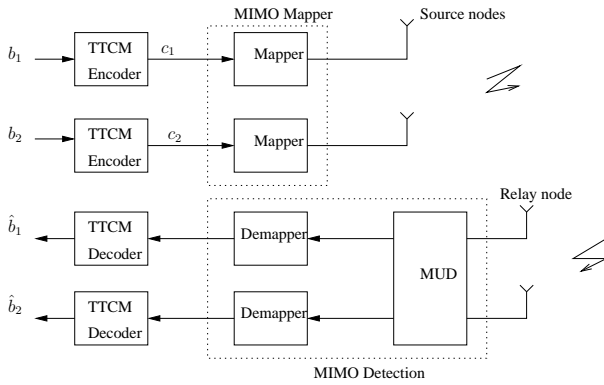 MIMO Mapper
Source nodes
b₁
TTCM
Encoder
c₁
Mapper
b₂
TTCM
Encoder
c₂
Mapper
Relay node
b̂₁
TTCM
Decoder
Demapper
MUD
b̂₂
TTCM
Decoder
Demapper
MIMO Detection